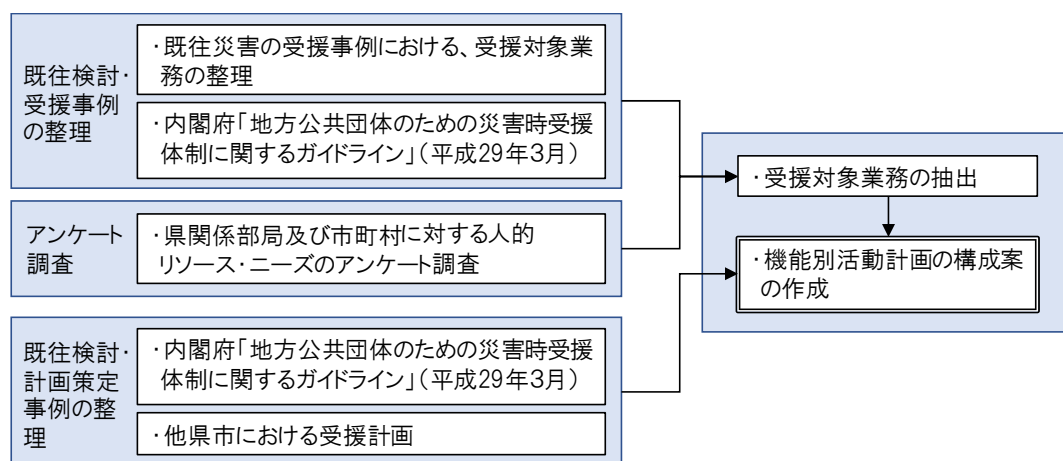 既往検討・
受援事例
の整理
・既往災害の受援事例における、受援対象業
務の整理
・内閣府「地方公共団体のための災害時受援
体制に関するガイドライン」（平成29年3月）
アンケート
調査
・県関係部局及び市町村に対する人的
リソース・ニーズのアンケート調査
既往検討・
計画策定
事例の整
理
・内閣府「地方公共団体のための災害時受援
体制に関するガイドライン」（平成29年3月）
・他県市における受援計画
・受援対象業務の抽出
・機能別活動計画の構成案
の作成